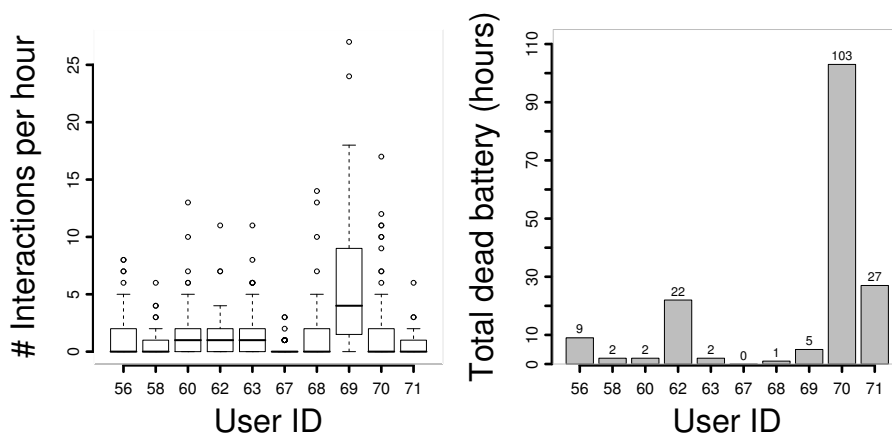 # Interactions per hour
25
20
15
10
5
0
56 58 60 62 63 67 68 69 70 71
User ID
Total dead battery (hours)
110
90
70
50
30
10
0
9 2 2 22 2 0 1 5 103 27
56 58 60 62 63 67 68 69 70 71
User ID